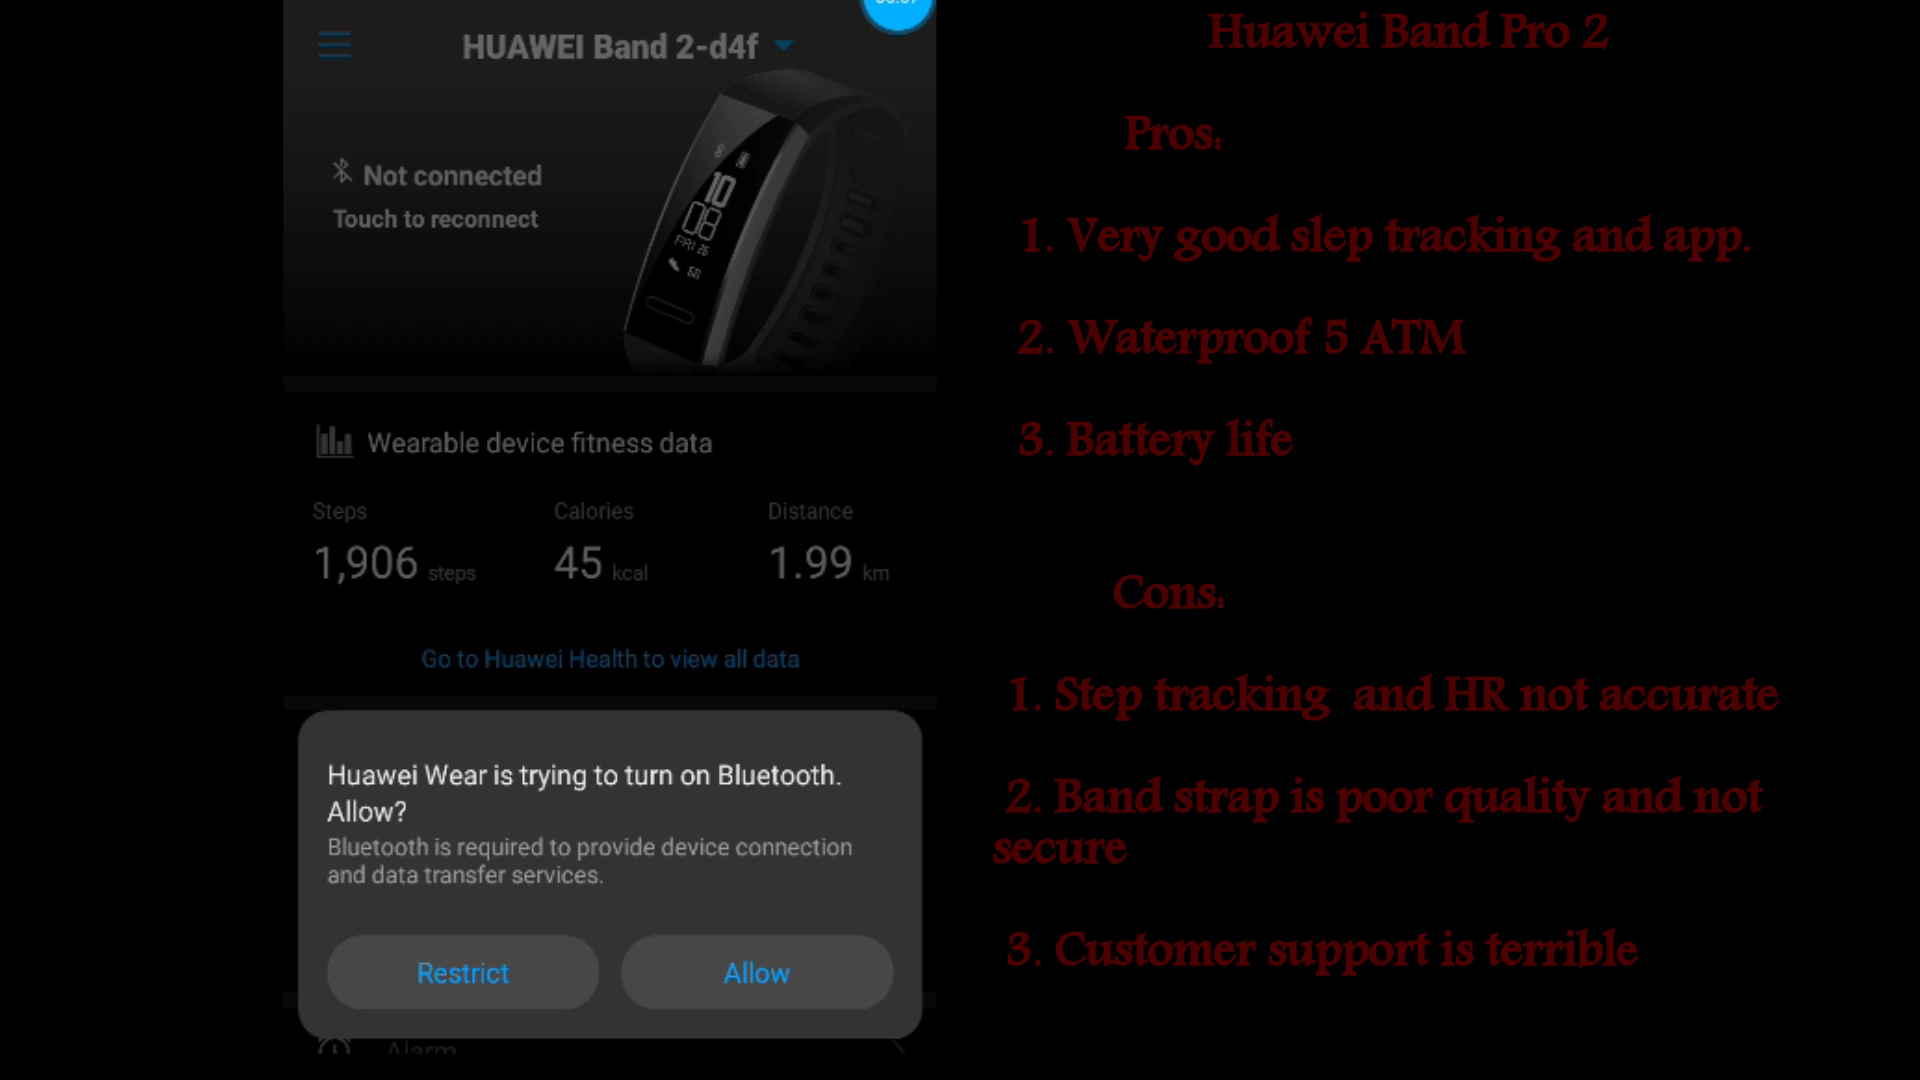 HUAWEI Band 2-d4f
Not connected
Touch to reconnect
10
08
FRI 26
Wearable device fitness data
Steps
Calories
Distance
1,906 steps
45 kcal
1.99 km
Go to Huawei Health to view all data
Huawei Wear is trying to turn on Bluetooth.
Allow?
Bluetooth is required to provide device connection
and data transfer services.
Restrict
Allow
Alarm
Huawei Band Pro 2
Pros:
1. Very good slep tracking and app.
2. Waterproof 5 ATM
3. Battery life
Cons:
1. Step tracking  and HR not accurate
2. Band strap is poor quality and not
secure
3. Customer support is terrible